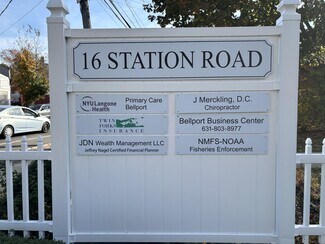 16 STATION ROAD
NYU Langone Health
Primary Care
Bellport
TWIN FORKS INSURANCE
JDN Wealth Management LLC
Jeffrey Nagel Certified Financial Planner
J Merckling, D.C.
Chiropractor
Bellport Business Center
631-803-8977
NMFS-NOAA
Fisheries Enforcement